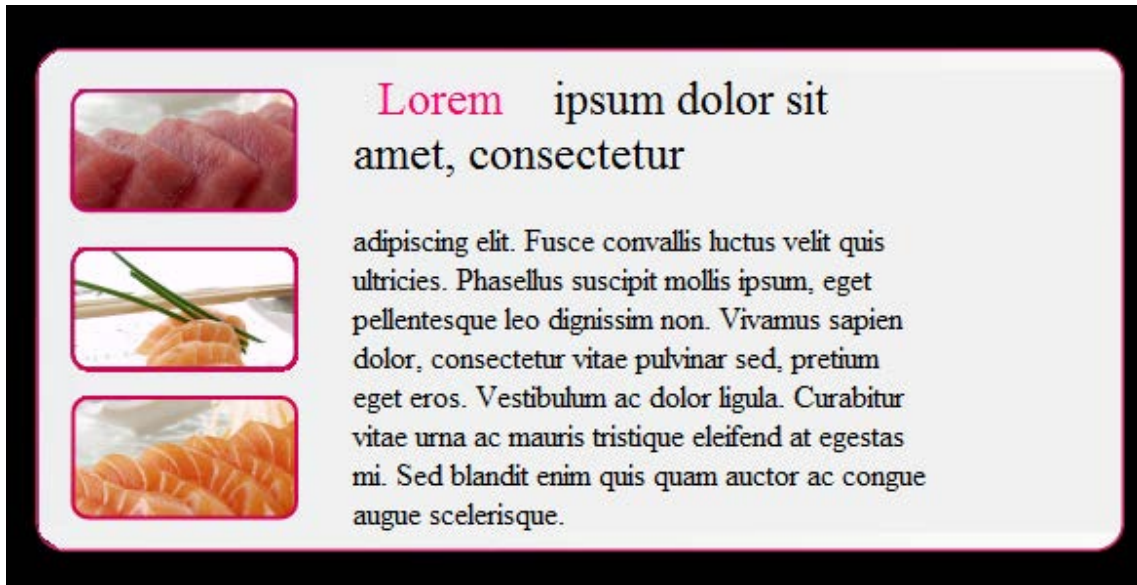 Lorem ipsum dolor sit
amet, consectetur
adipiscing elit. Fusce convallis luctus velit quis
ultricies. Phasellus suscipit mollis ipsum, eget
pellentesque leo dignissim non. Vivamus sapien
dolor, consectetur vitae pulvinar sed, pretium
eget eros. Vestibulum ac dolor ligula. Curabitur
vitae urna ac mauris tristique eleifend at egestas
mi. Sed blandit enim quis quam auctor ac congue
augue scelerisque.